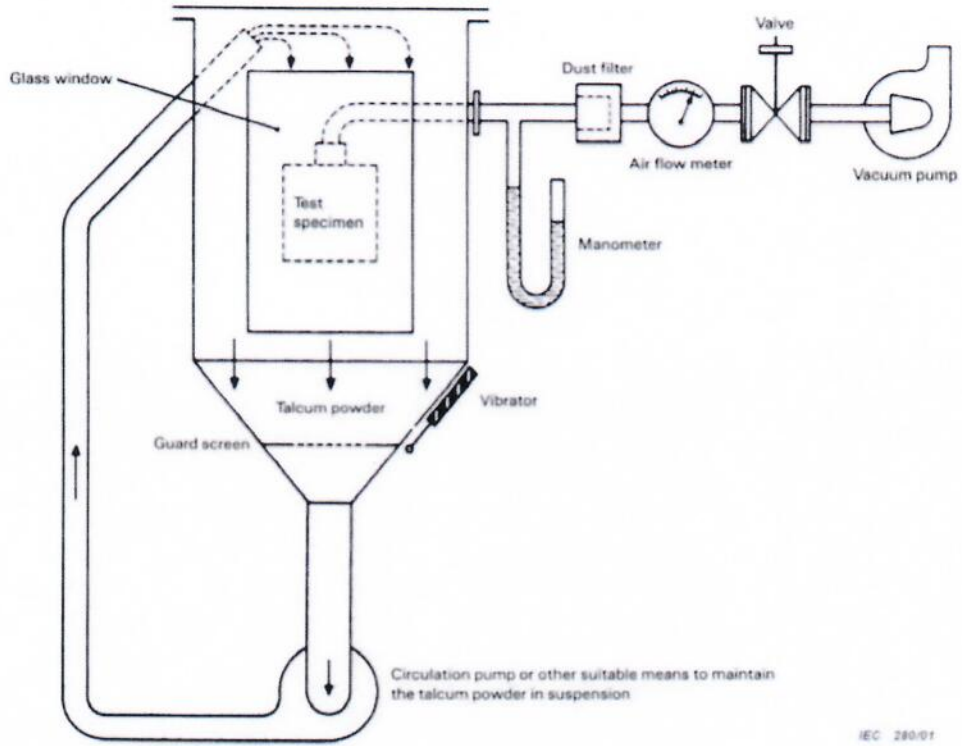 Valve
Dust filter
Glass window
Air flow meter
Vacuum pump
Test
specimen
Manometer
Talcum powder
Vibrator
Guard screen
Circulation pump or other suitable means to maintain
the talcum powder in suspension
IEC 280/01